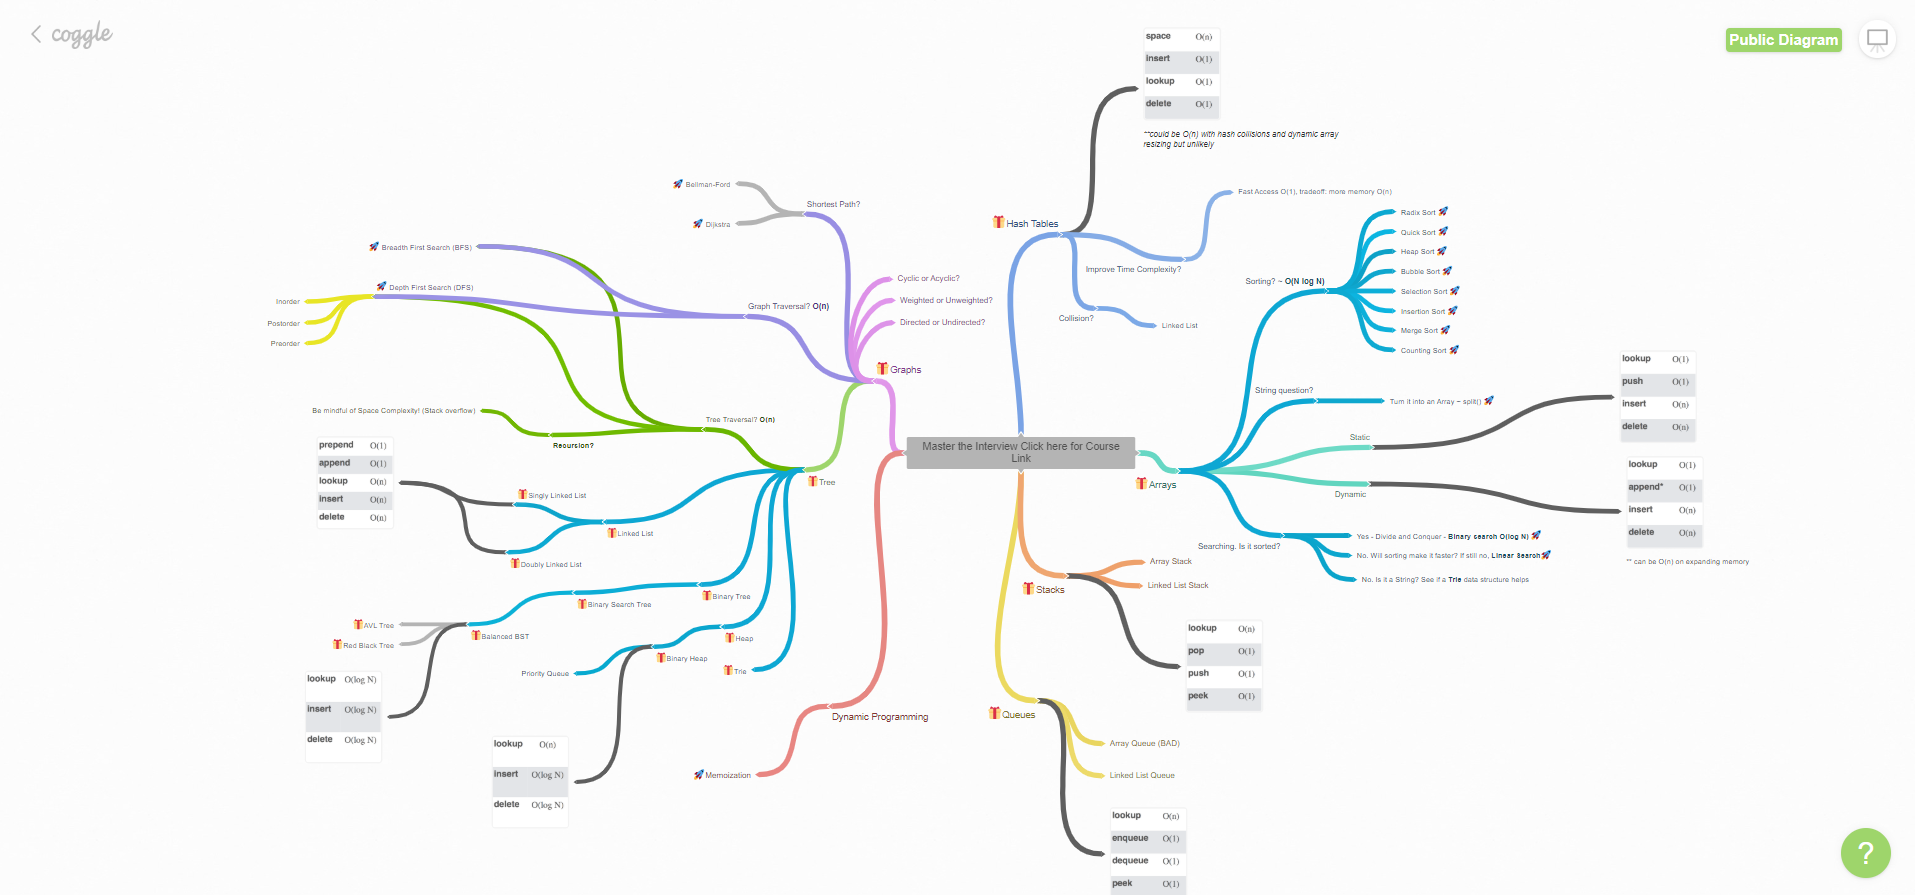 coggle
Public Diagram
space O(n)
insert O(1)
lookup O(1)
delete O(1)
**could be O(n) with hash collisions and dynamic array
resizing but unlikely
Hash Tables
Fast Access O(1), tradeoff: more memory O(n)
Improve Time Complexity?
Collision?
Linked List
Sorting? ~ O(N log N)
Radix Sort
Quick Sort
Heap Sort
Bubble Sort
Selection Sort
Insertion Sort
Merge Sort
Counting Sort
String question?
Turn it into an Array ~ split()
Static
lookup O(1)
push O(1)
insert O(n)
delete O(n)
Dynamic
lookup O(1)
append* O(1)
insert O(n)
delete O(n)
** can be O(n) on expanding memory
Arrays
Searching. Is it sorted?
Yes - Divide and Conquer - Binary search O(log N)
No. Will sorting make it faster? If still no, Linear Search
No. Is it a String? See if a Trie data structure helps
Master the Interview Click here for Course
Link
Stacks
Array Stack
Linked List Stack
lookup O(n)
pop O(1)
push O(1)
peek O(1)
Queues
Array Queue (BAD)
Linked List Queue
lookup O(n)
enqueue O(1)
dequeue O(1)
peek O(1)
Bellman-Ford
Shortest Path?
Dijkstra
Breadth First Search (BFS)
Depth First Search (DFS)
Inorder
Postorder
Preorder
Graph Traversal? O(n)
Cyclic or Acyclic?
Weighted or Unweighted?
Directed or Undirected?
Graphs
Be mindful of Space Complexity! (Stack overflow)
Tree Traversal? O(n)
Recursion?
Tree
prepend O(1)
append O(1)
lookup O(n)
insert O(n)
delete O(n)
Singly Linked List
Linked List
Doubly Linked List
Binary Tree
Binary Search Tree
Balanced BST
AVL Tree
Red Black Tree
lookup O(log N)
insert O(log N)
delete O(log N)
Heap
Binary Heap
Priority Queue
Trie
lookup O(n)
insert O(log N)
delete O(log N)
Dynamic Programming
Memoization
?